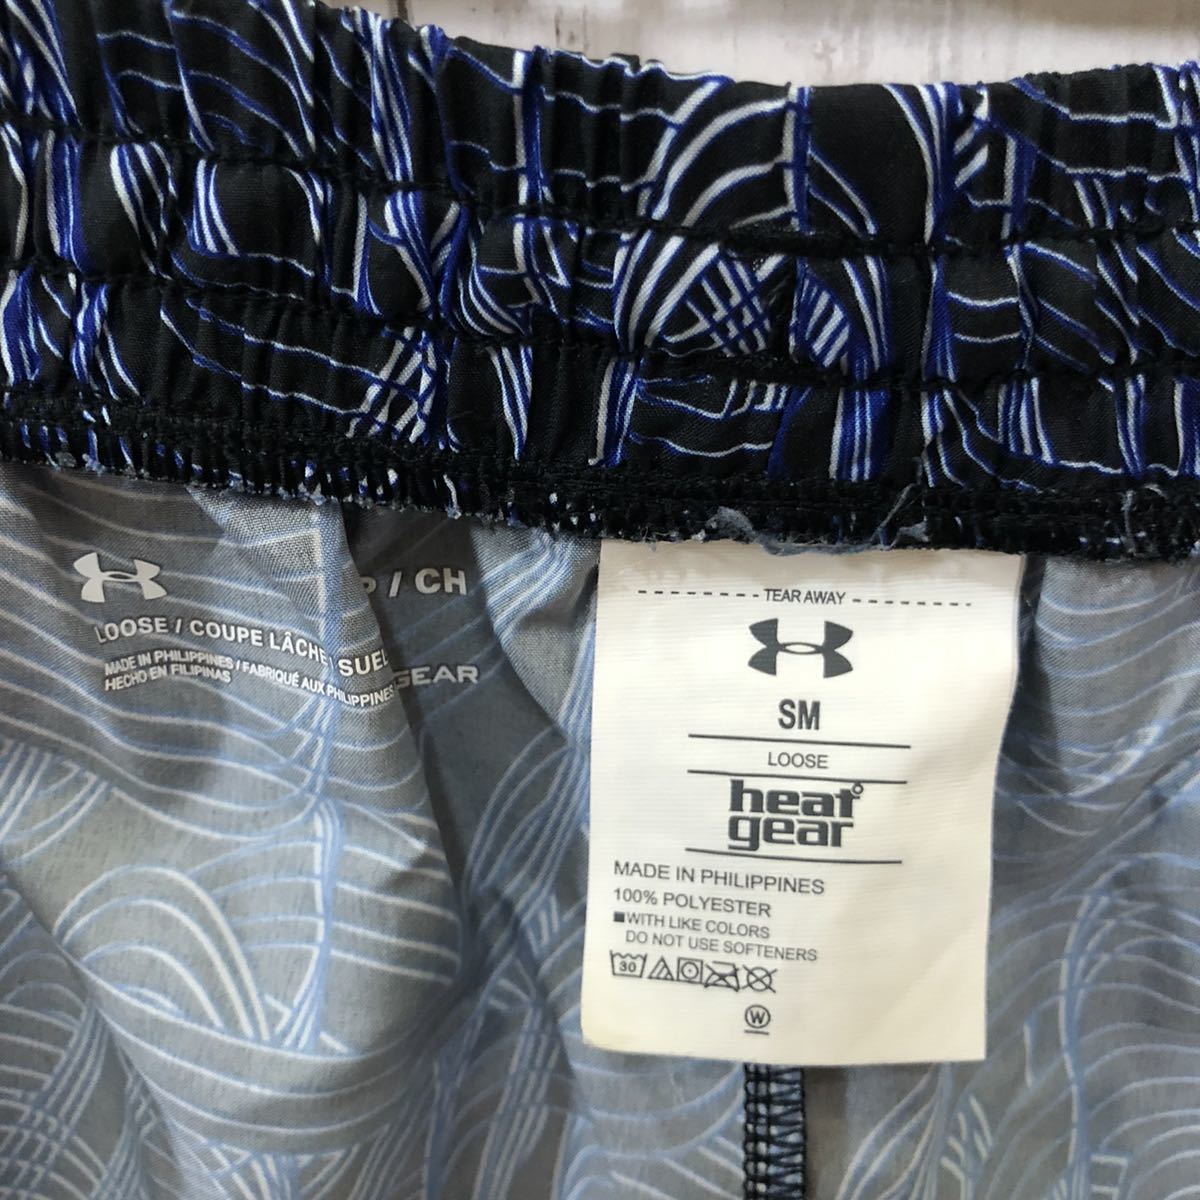 P / CH
LOOSE / COUPE LÂCHE / SUEL
MADE IN PHILIPPINES / FABRIQUÉ AUX PHILIPPINES
HECHO EN FILIPINAS
GEAR
TEAR AWAY
SM
LOOSE
heat
gear
MADE IN PHILIPPINES
100% POLYESTER
■WITH LIKE COLORS
DO NOT USE SOFTENERS
30
W